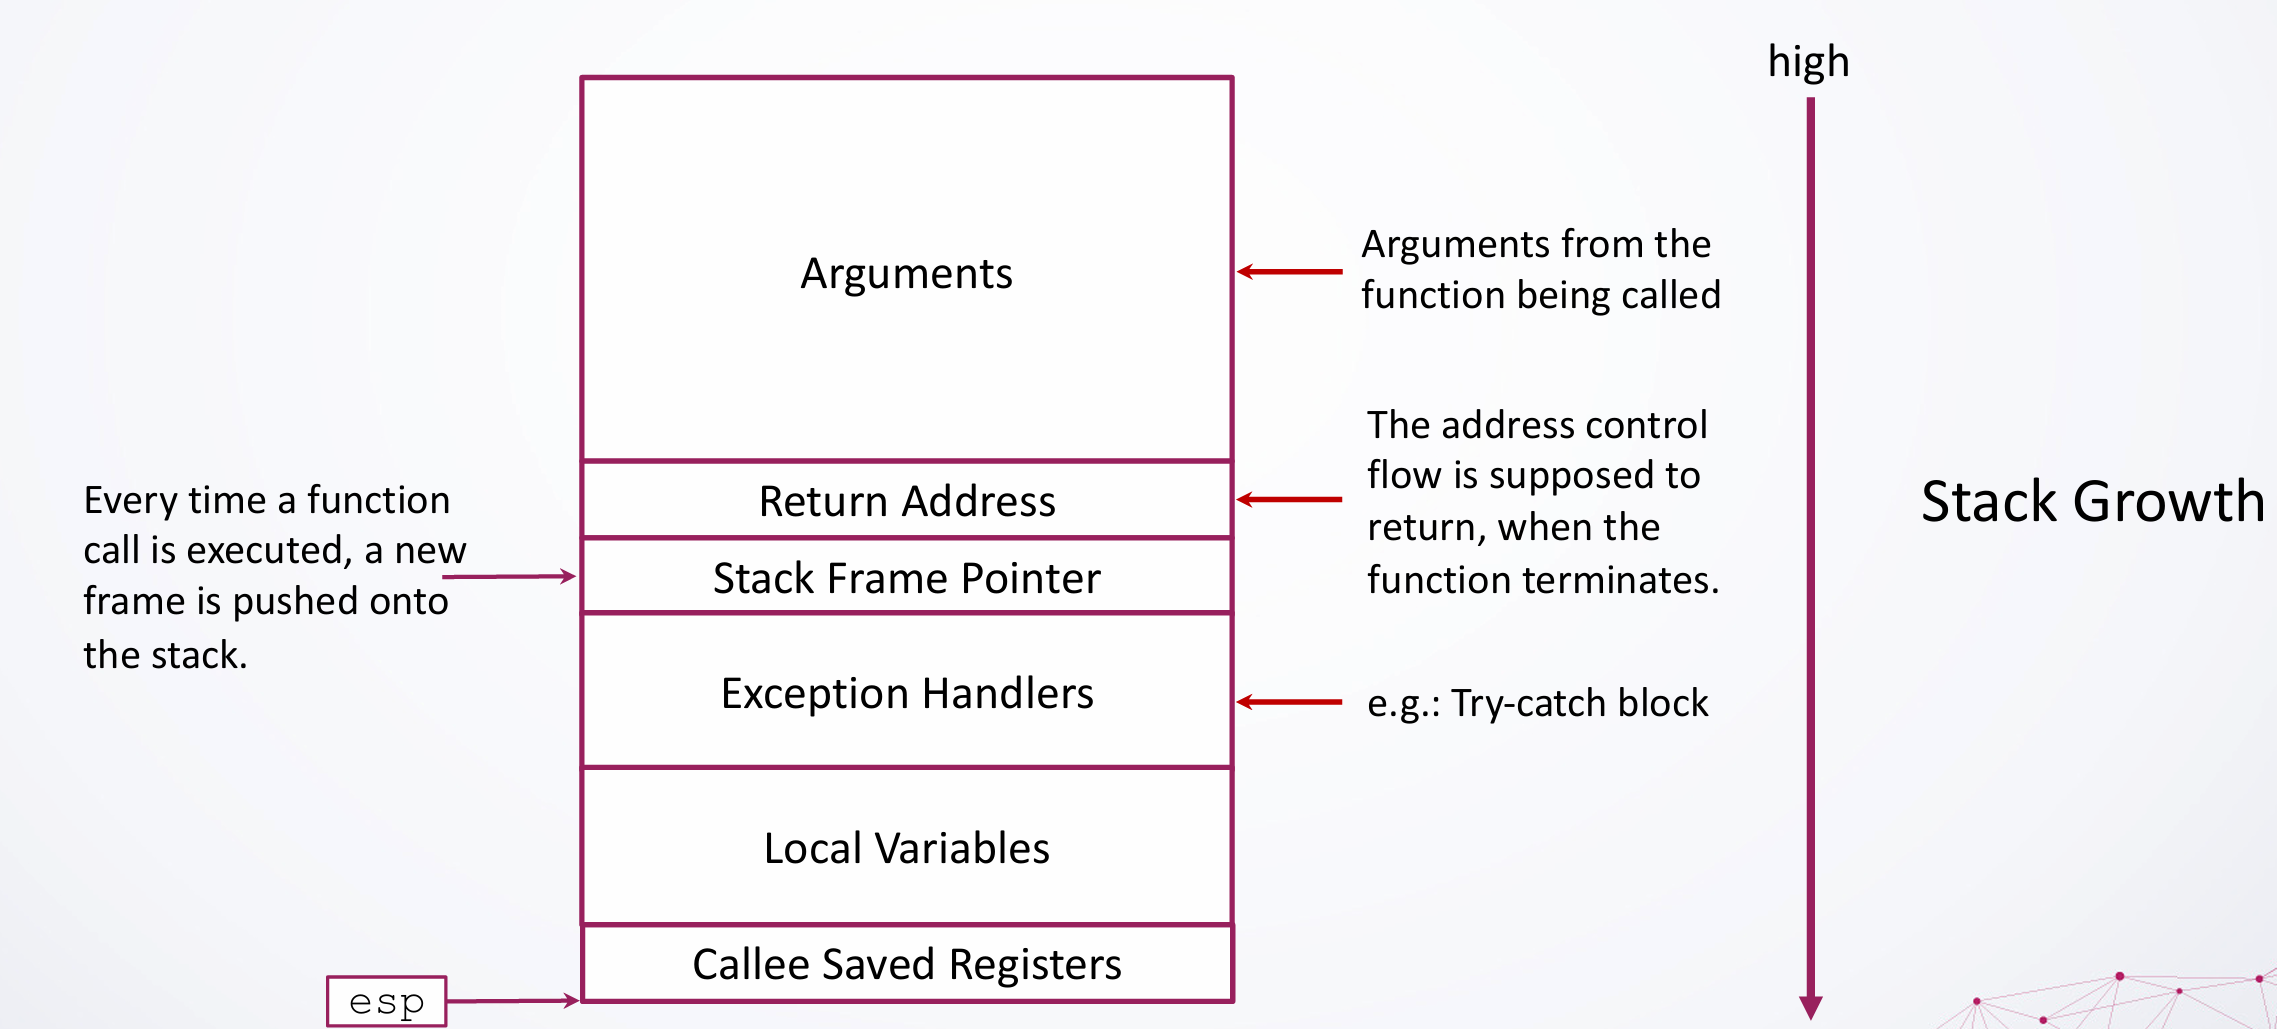 high
Arguments
Arguments from the
function being called
Return Address
The address control
flow is supposed to
return, when the
function terminates.
Every time a function
call is executed, a new
frame is pushed onto
the stack.
Stack Frame Pointer
Stack Growth
Exception Handlers
e.g.: Try-catch block
Local Variables
Callee Saved Registers
esp